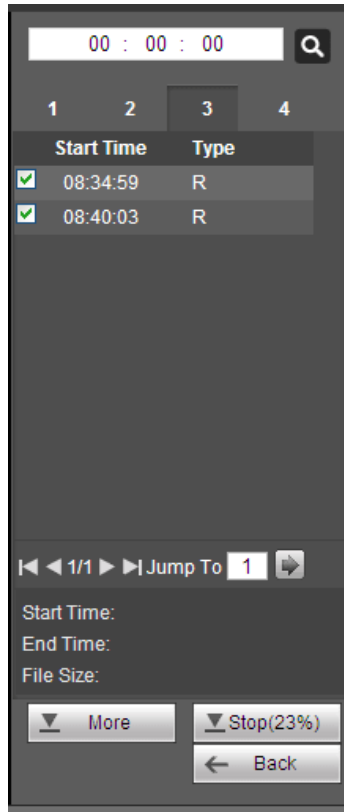 00 : 00 : 00
1 2 3 4
Start Time Type
08:34:59 R
08:40:03 R
1/1 Jump To 1
Start Time:
End Time:
File Size:
More Stop(23%)
Back